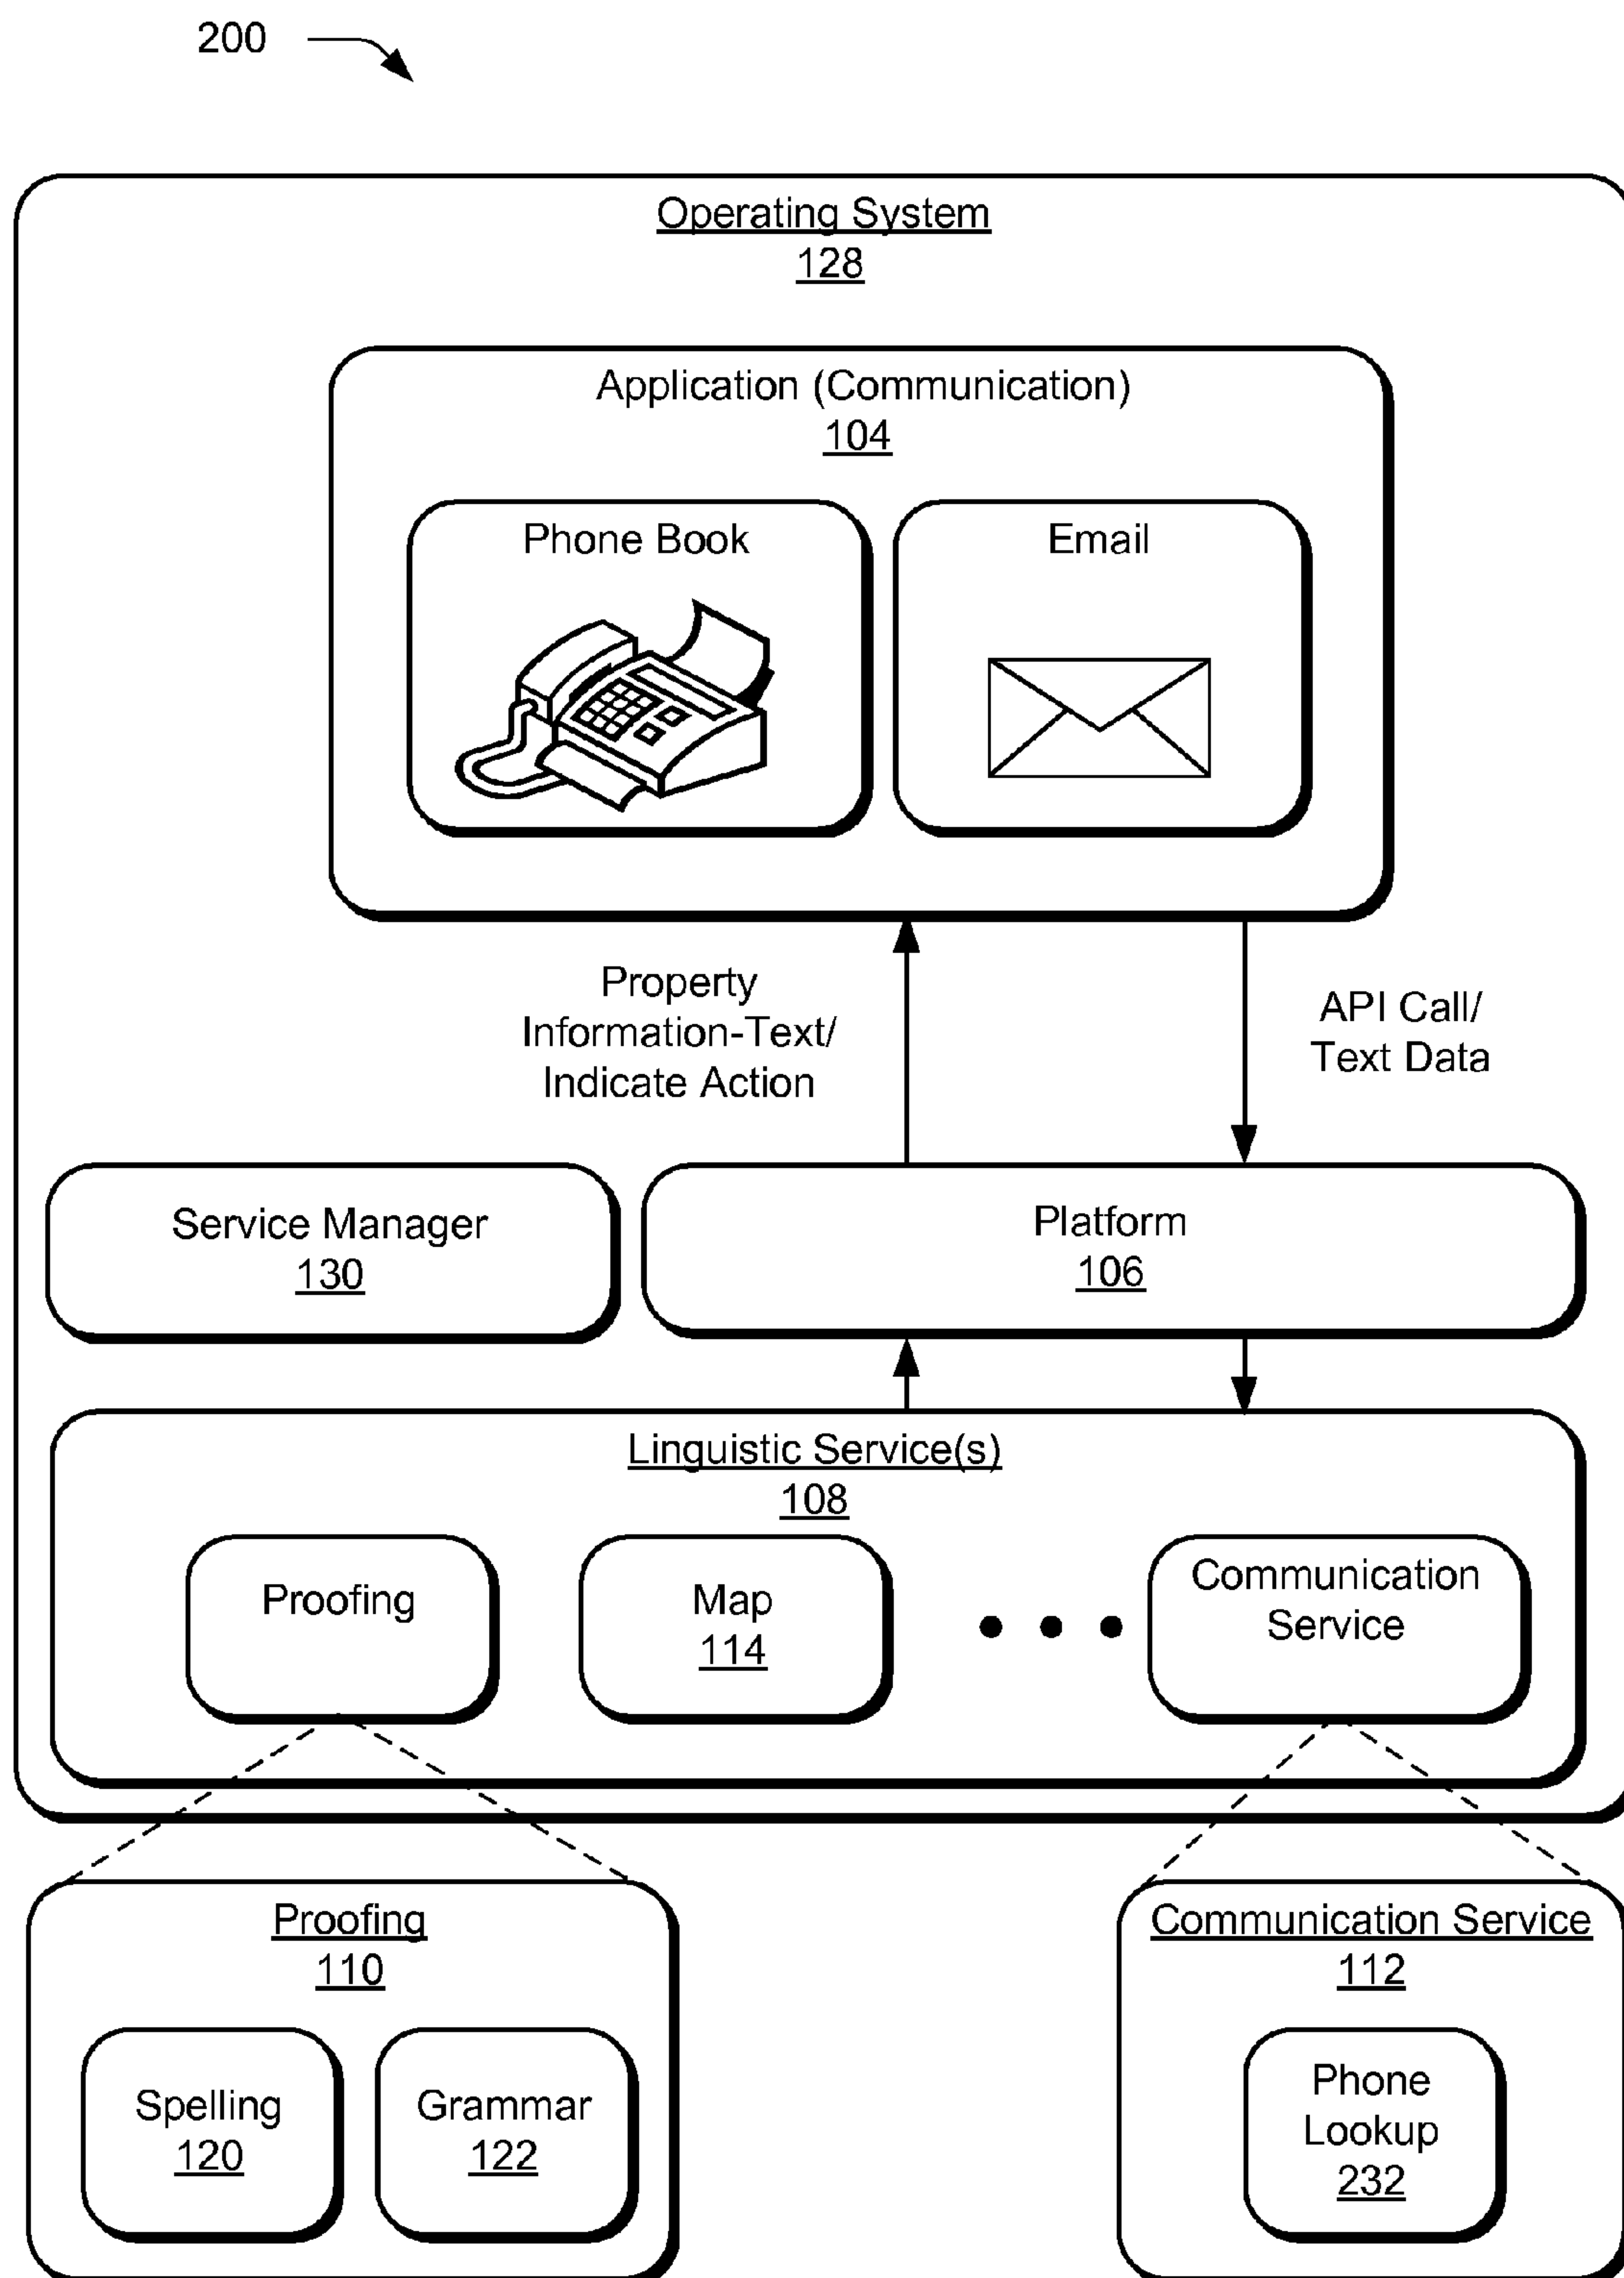 200
Operating System
128
Application (Communication)
104
Phone Book
Email
Property
Information-Text/
Indicate Action
API Call/
Text Data
Service Manager
130
Platform
106
Linguistic Service(s)
108
Proofing
Map
114
Communication
Service
Proofing
110
Spelling
120
Grammar
122
Communication Service
112
Phone
Lookup
232